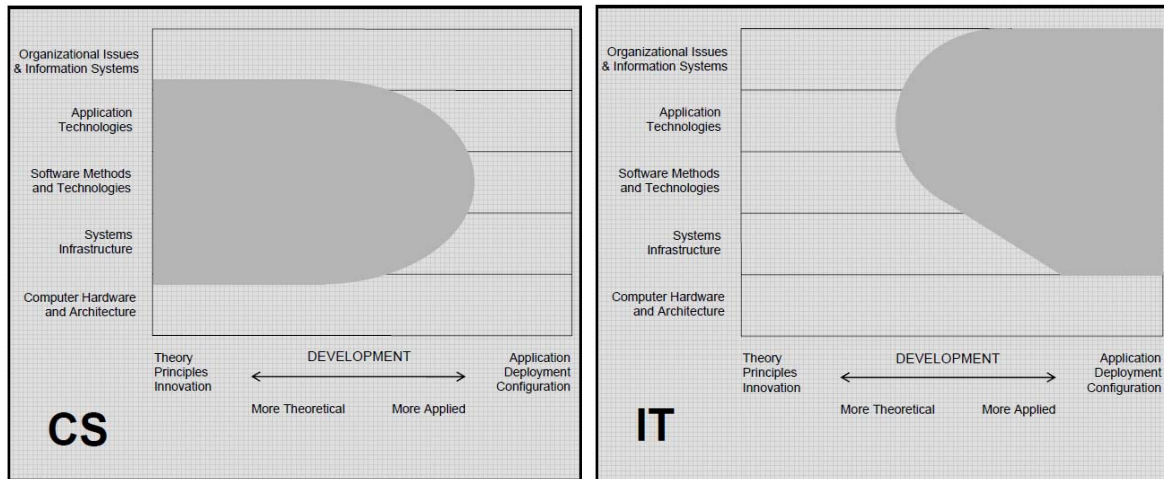 Organizational Issues
& Information Systems
Application
Technologies
Software Methods
and Technologies
Systems
Infrastructure
Computer Hardware
and Architecture
Theory
Principles
Innovation
DEVELOPMENT
Application
Deployment
Configuration
More Theoretical
More Applied
CS
Organizational Issues
& Information Systems
Application
Technologies
Software Methods
and Technologies
Systems
Infrastructure
Computer Hardware
and Architecture
Theory
Principles
Innovation
DEVELOPMENT
Application
Deployment
Configuration
More Theoretical
More Applied
IT